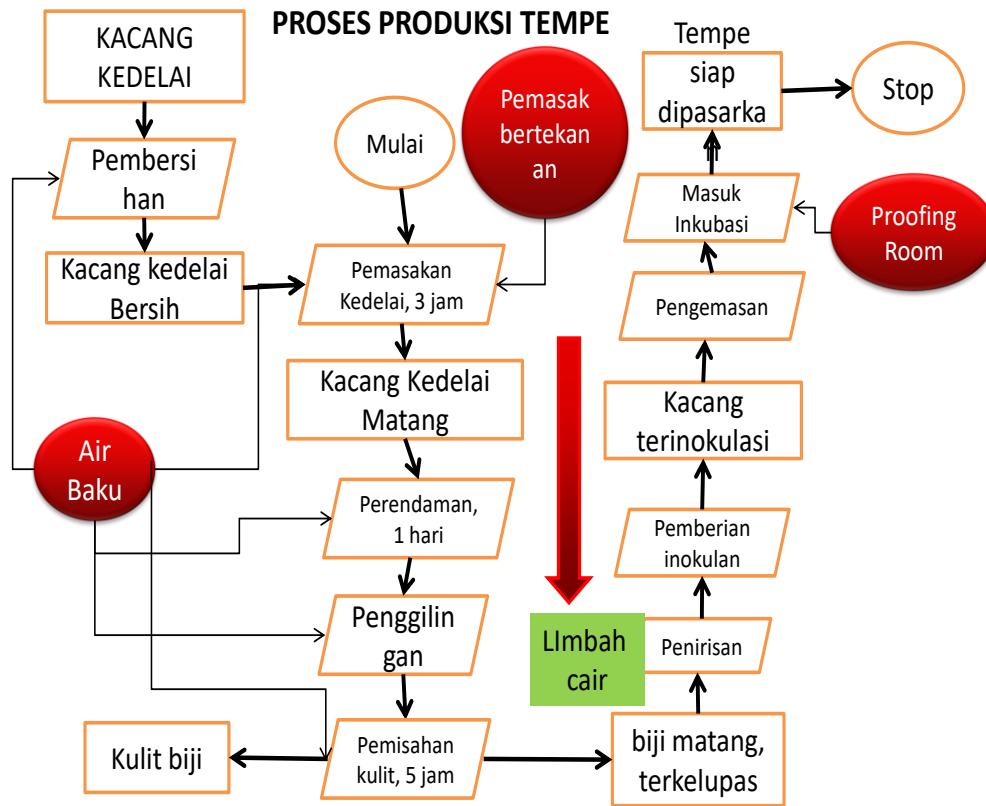 PROSES PRODUKSI TEMPE
KACANG
KEDELAI
Pembersi
han
Kacang kedelai
Bersih
Air
Baku
Mulai
Pemasak
bertekan
an
Pemasakan
Kedelai, 3 jam
Kacang Kedelai
Matang
Perendaman,
1 hari
Penggilin
gan
Pemisahan
kulit, 5 jam
Kulit biji
biji matang,
terkelupas
LImbah
cair
Penirisan
Pemberian
inokulan
Kacang
terinokulasi
Pengemasan
Masuk
Inkubasi
Proofing
Room
Tempe
siap
dipasarka
Stop